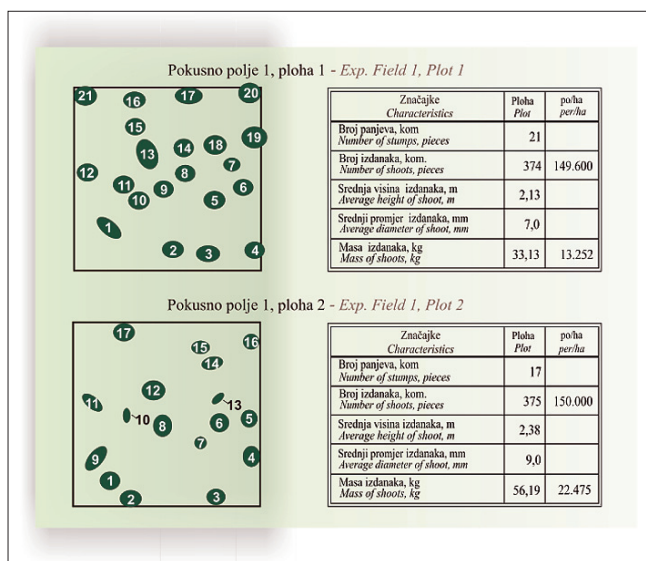 Pokusno polje 1, ploha 1 - Exp. Field 1, Plot 1
21 16 17 20
15 19
13 14 18
12 8 7
11 9 6
10 5
1
2 3 4
Značajke Ploha po/ha
Characteristics Plot per/ha
Broj panjeva, kom
Number of stumps, pieces 21
Broj izdanaka, kom.
Number of shoots, pieces 374 149.600
Srednja visina izdanaka, m
Average height of shoot, m 2,13
Srednji promjer izdanaka, mm
Average diameter of shoot, mm 7,0
Masa izdanaka, kg
Mass of shoots, kg 33,13 13.252
Pokusno polje 1, ploha 2 - Exp. Field 1, Plot 2
17 16
15
14
12
11 13
10 8 6 5
7
9 4
1
2 3
Značajke Ploha po/ha
Characteristics Plot per/ha
Broj panjeva, kom
Number of stumps, pieces 17
Broj izdanaka, kom.
Number of shoots, pieces 375 150.000
Srednja visina izdanaka, m
Average height of shoot, m 2,38
Srednji promjer izdanaka, mm
Average diameter of shoot, mm 9,0
Masa izdanaka, kg
Mass of shoots, kg 56,19 22.475